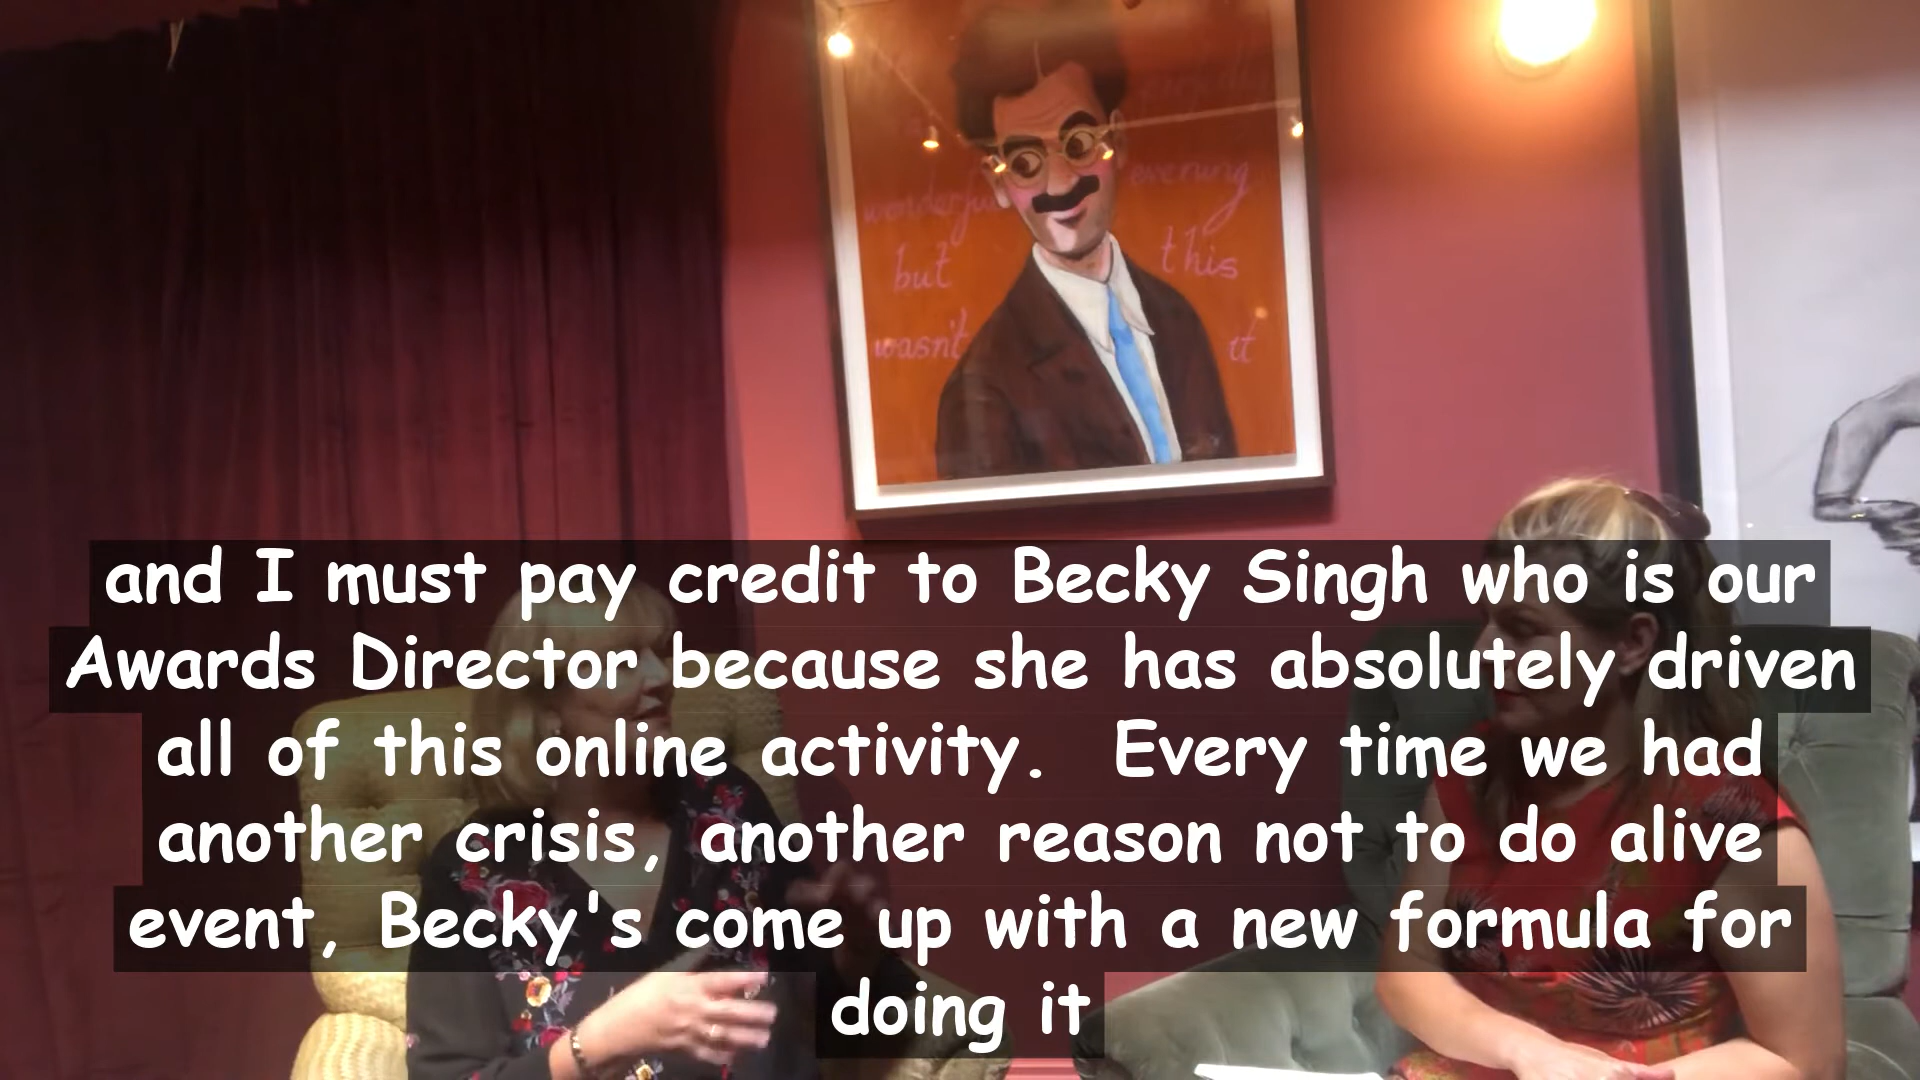 wonderful evening
but this
wasn't it
and I must pay credit to Becky Singh who is our
Awards Director because she has absolutely driven
all of this online activity.  Every time we had
another crisis, another reason not to do alive
event, Becky's come up with a new formula for
doing it